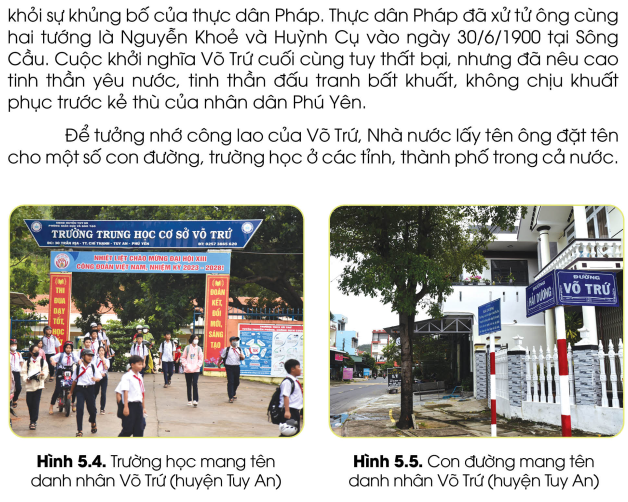 khỏi sự khủng bố của thực dân Pháp. Thực dân Pháp đã xử tử ông cùng
hai tướng là Nguyễn Khoẻ và Huỳnh Cụ vào ngày 30/6/1900 tại Sông
Cầu. Cuộc khởi nghĩa Võ Trứ cuối cùng tuy thất bại, nhưng đã nêu cao
tinh thần yêu nước, tinh thần đấu tranh bất khuất, không chịu khuất
phục trước kẻ thù của nhân dân Phú Yên.
Để tưởng nhớ công lao của Võ Trứ, Nhà nước lấy tên ông đặt tên
cho một số con đường, trường học ở các tỉnh, thành phố trong cả nước.
TRƯỜNG TRUNG HỌC CƠ SỞ VÕ TRỨ
NHIỆT LIỆT CHÀO MỪNG ĐẠI HỘI XIII
CÔNG ĐOÀN VIỆT NAM, NHIỆM KỲ 2023 - 2028!
THI
ĐUA
DẠY
TỐT,
HỌC
ĐOÀN
KẾT,
ĐỔI
MỚI,
SÁNG
TẠO
ĐƯỜNG
HẢI DƯƠNG
ĐƯỜNG
VÕ TRỨ
Hình 5.4. Trường học mang tên
danh nhân Võ Trứ (huyện Tuy An)
Hình 5.5. Con đường mang tên
danh nhân Võ Trứ (huyện Tuy An)